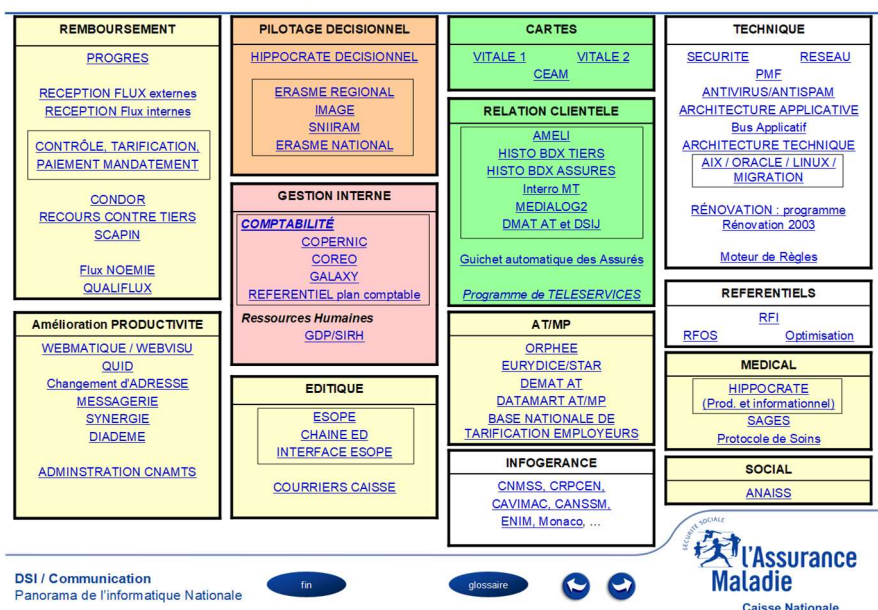 REMBOURSEMENT
PROGRES
RECEPTION FLUX externes
RECEPTION Flux internes
CONTRÔLE, TARIFICATION,
PAIEMENT MANDATEMENT
CONDOR
RECOURS CONTRE TIERS
SCAPIN
Flux NOEMIE
QUALIFLUX
Amélioration PRODUCTIVITE
WEBMATIQUE / WEBVISU
QUID
Changement d'ADRESSE
MESSAGERIE
SYNERGIE
DIADEME
ADMINSTRATION CNAMTS
PILOTAGE DECISIONNEL
HIPPOCRATE DECISIONNEL
ERASME REGIONAL
IMAGE
SNIIRAM
ERASME NATIONAL
GESTION INTERNE
COMPTABILITÉ
COPERNIC
COREO
GALAXY
REFERENTIEL plan comptable
Ressources Humaines
GDP/SIRH
EDITIQUE
ESOPE
CHAINE ED
INTERFACE ESOPE
COURRIERS CAISSE
CARTES
VITALE 1 VITALE 2
CEAM
RELATION CLIENTELE
AMELI
HISTO BDX TIERS
HISTO BDX ASSURES
Interro MT
MEDIALOG2
DMAT AT et DSIJ
Guichet automatique des Assurés
Programme de TELESERVICES
AT/MP
ORPHEE
EURYDICE/STAR
DEMAT AT
DATAMART AT/MP
BASE NATIONALE DE
TARIFICATION EMPLOYEURS
INFOGERANCE
CNMSS, CRPCEN,
CAVIMAC, CANSSM,
ENIM, Monaco, …
TECHNIQUE
SECURITE RESEAU
PMF
ANTIVIRUS/ANTISPAM
ARCHITECTURE APPLICATIVE
Bus Applicatif
ARCHITECTURE TECHNIQUE
AIX / ORACLE / LINUX /
MIGRATION
RÉNOVATION : programme
Rénovation 2003
Moteur de Règles
REFERENTIELS
RFI
RFOS Optimisation
MEDICAL
HIPPOCRATE
(Prod. et informationnel)
SAGES
Protocole de Soins
SOCIAL
ANAISS
DSI / Communication
Panorama de l'informatique Nationale
fin
glossaire
SECURITE SOCIALE
l'Assurance
Maladie
Caisse Nationale